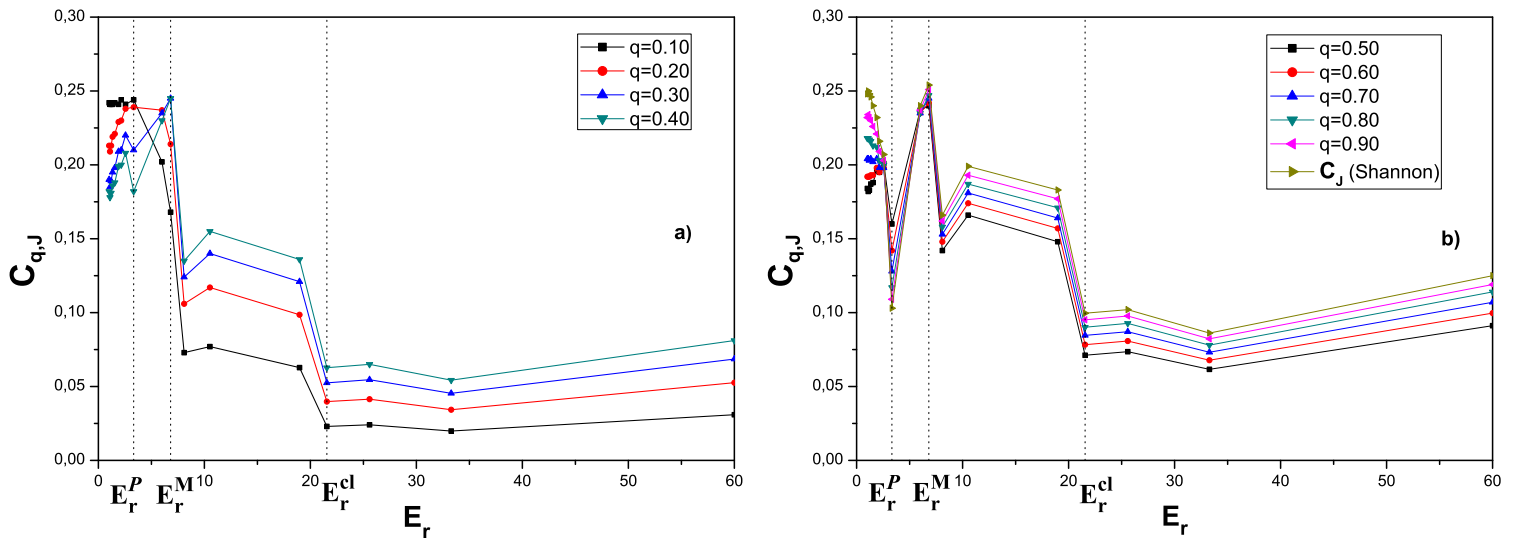 0,30
0,25
0,20
0,15
0,10
0,05
0,00
C_q,J
q=0.10
q=0.20
q=0.30
q=0.40
a)
0 10 20 30 40 50 60
E_r^P E_r^M E_r^cl
E_r
0,30
0,25
0,20
0,15
0,10
0,05
0,00
C_q,J
q=0.50
q=0.60
q=0.70
q=0.80
q=0.90
C_J (Shannon)
b)
0 10 20 30 40 50 60
E_r^P E_r^M E_r^cl
E_r